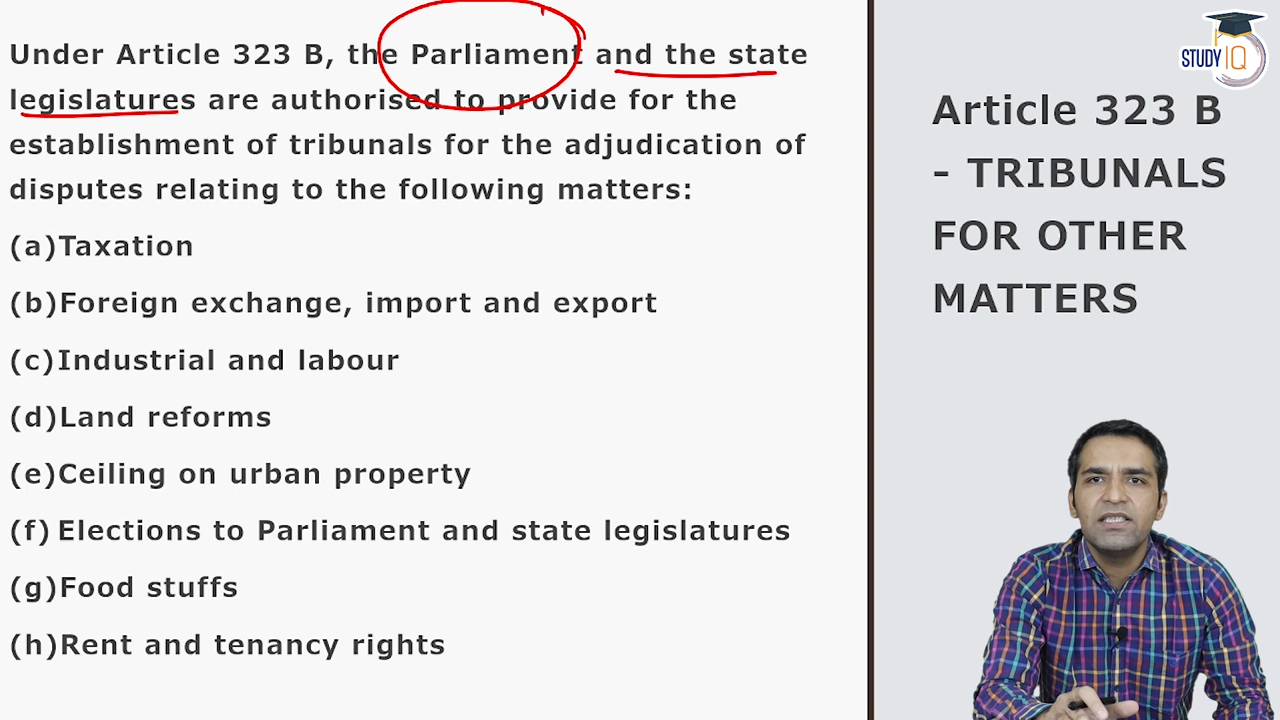 Under Article 323 B, the Parliament and the state
legislatures are authorised to provide for the
establishment of tribunals for the adjudication of
disputes relating to the following matters:
(a)Taxation
(b)Foreign exchange, import and export
(c)Industrial and labour
(d)Land reforms
(e)Ceiling on urban property
(f) Elections to Parliament and state legislatures
(g)Food stuffs
(h)Rent and tenancy rights
STUDY IQ
Article 323 B
- TRIBUNALS
FOR OTHER
MATTERS